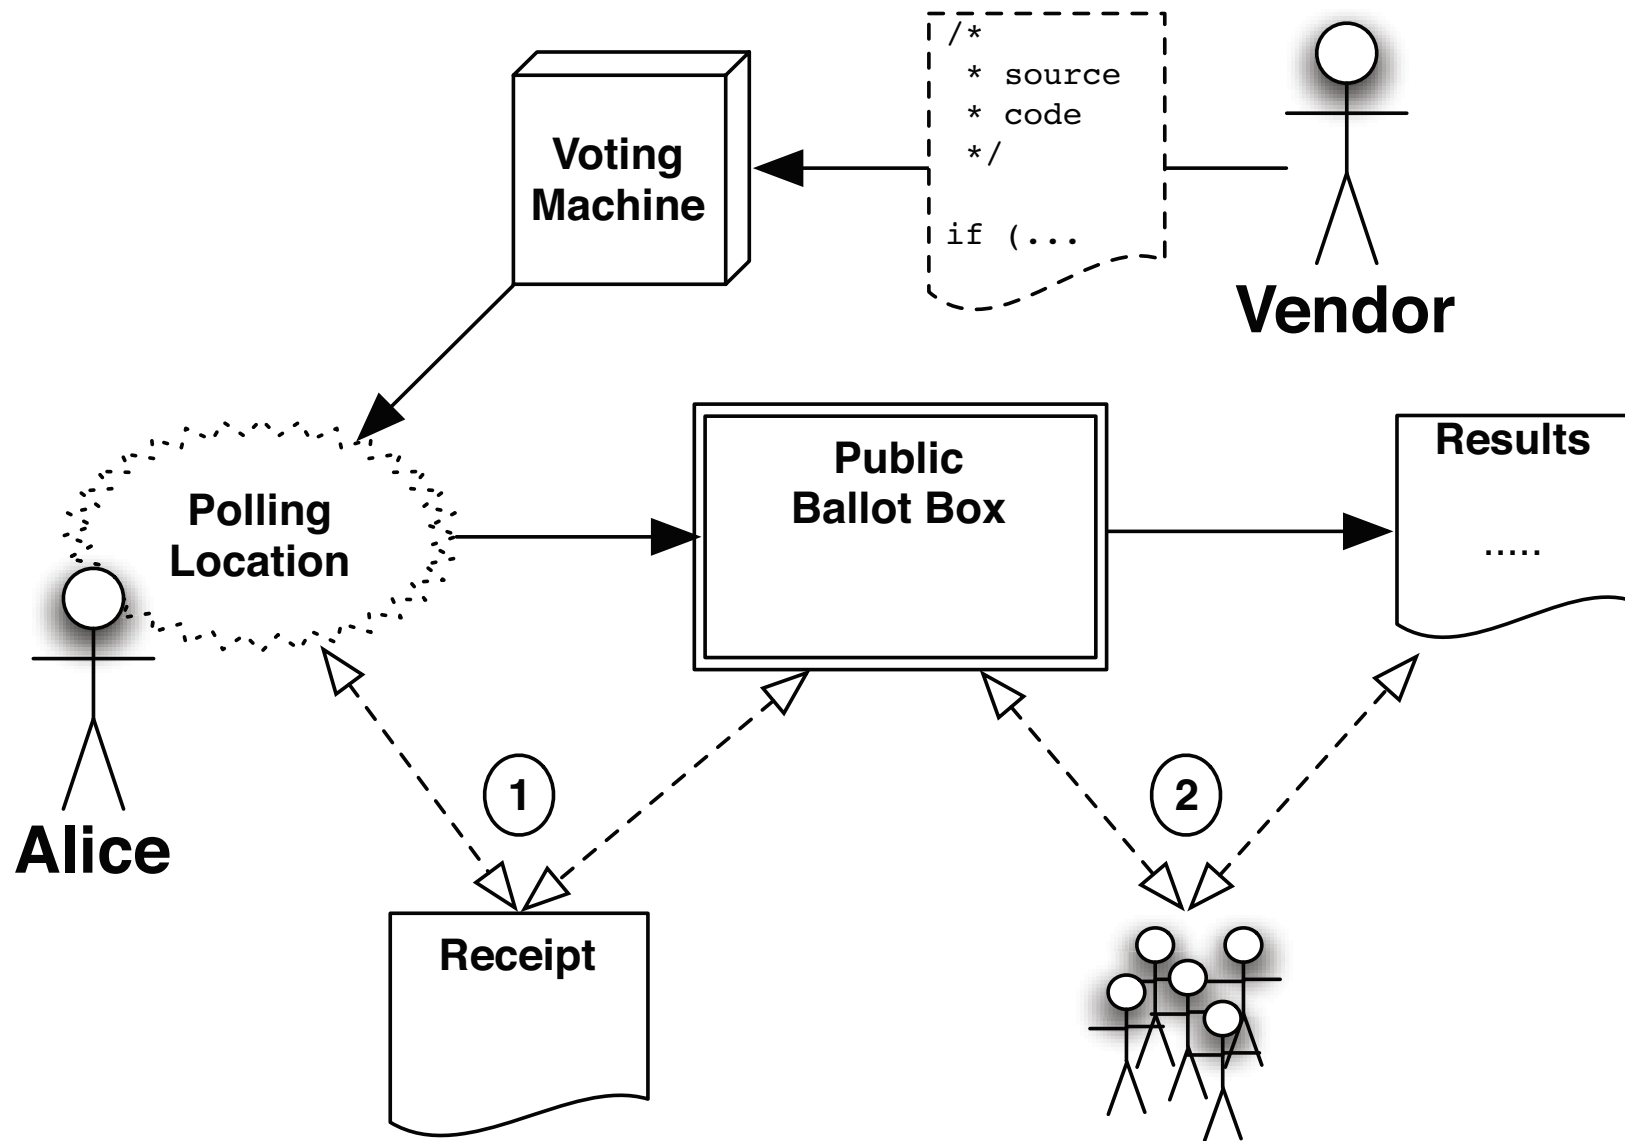 /*
* source
* code
*/
if (...
Voting
Machine
Vendor
Polling
Location
Public
Ballot Box
Results
.....
Alice
1
2
Receipt